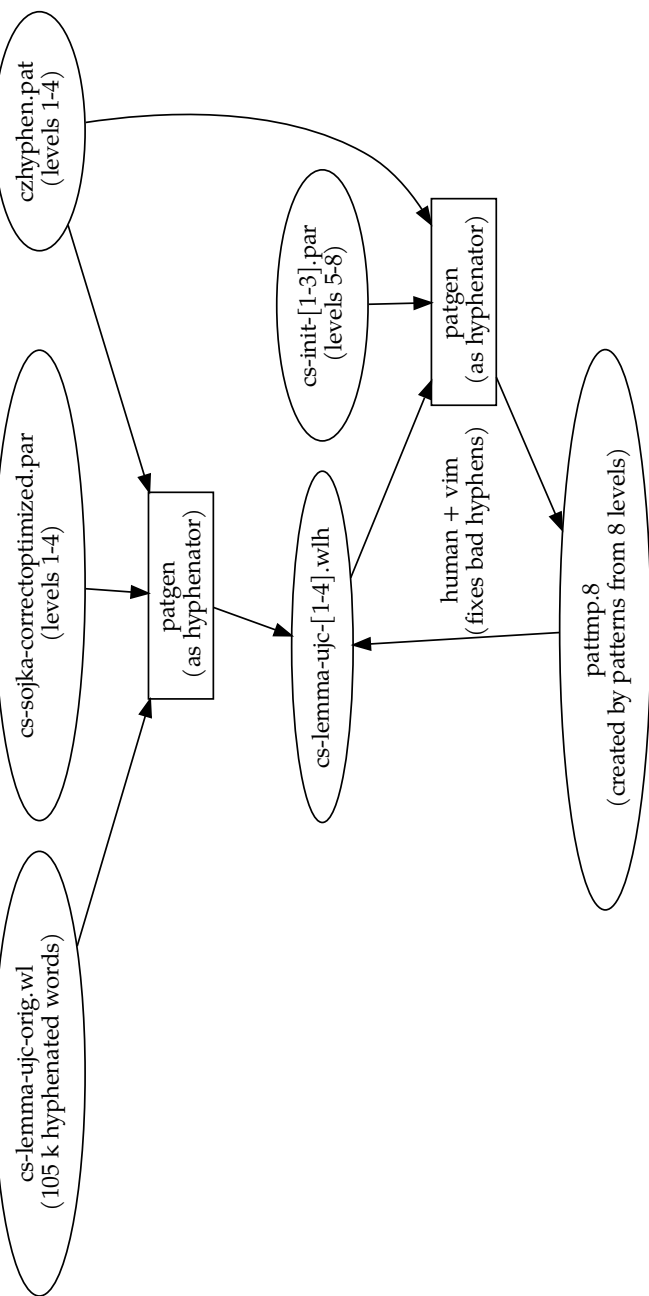 cs-lemma-ujc-orig.wl
(105 k hyphenated words)
cs-sojka-correctoptimized.par
(levels 1-4)
czhyphen.pat
(levels 1-4)
patgen
(as hyphenator)
cs-lemma-ujc-[1-4].wlh
cs-init-[1-3].par
(levels 5-8)
patgen
(as hyphenator)
human + vim
(fixes bad hyphens)
pattmp.8
(created by patterns from 8 levels)